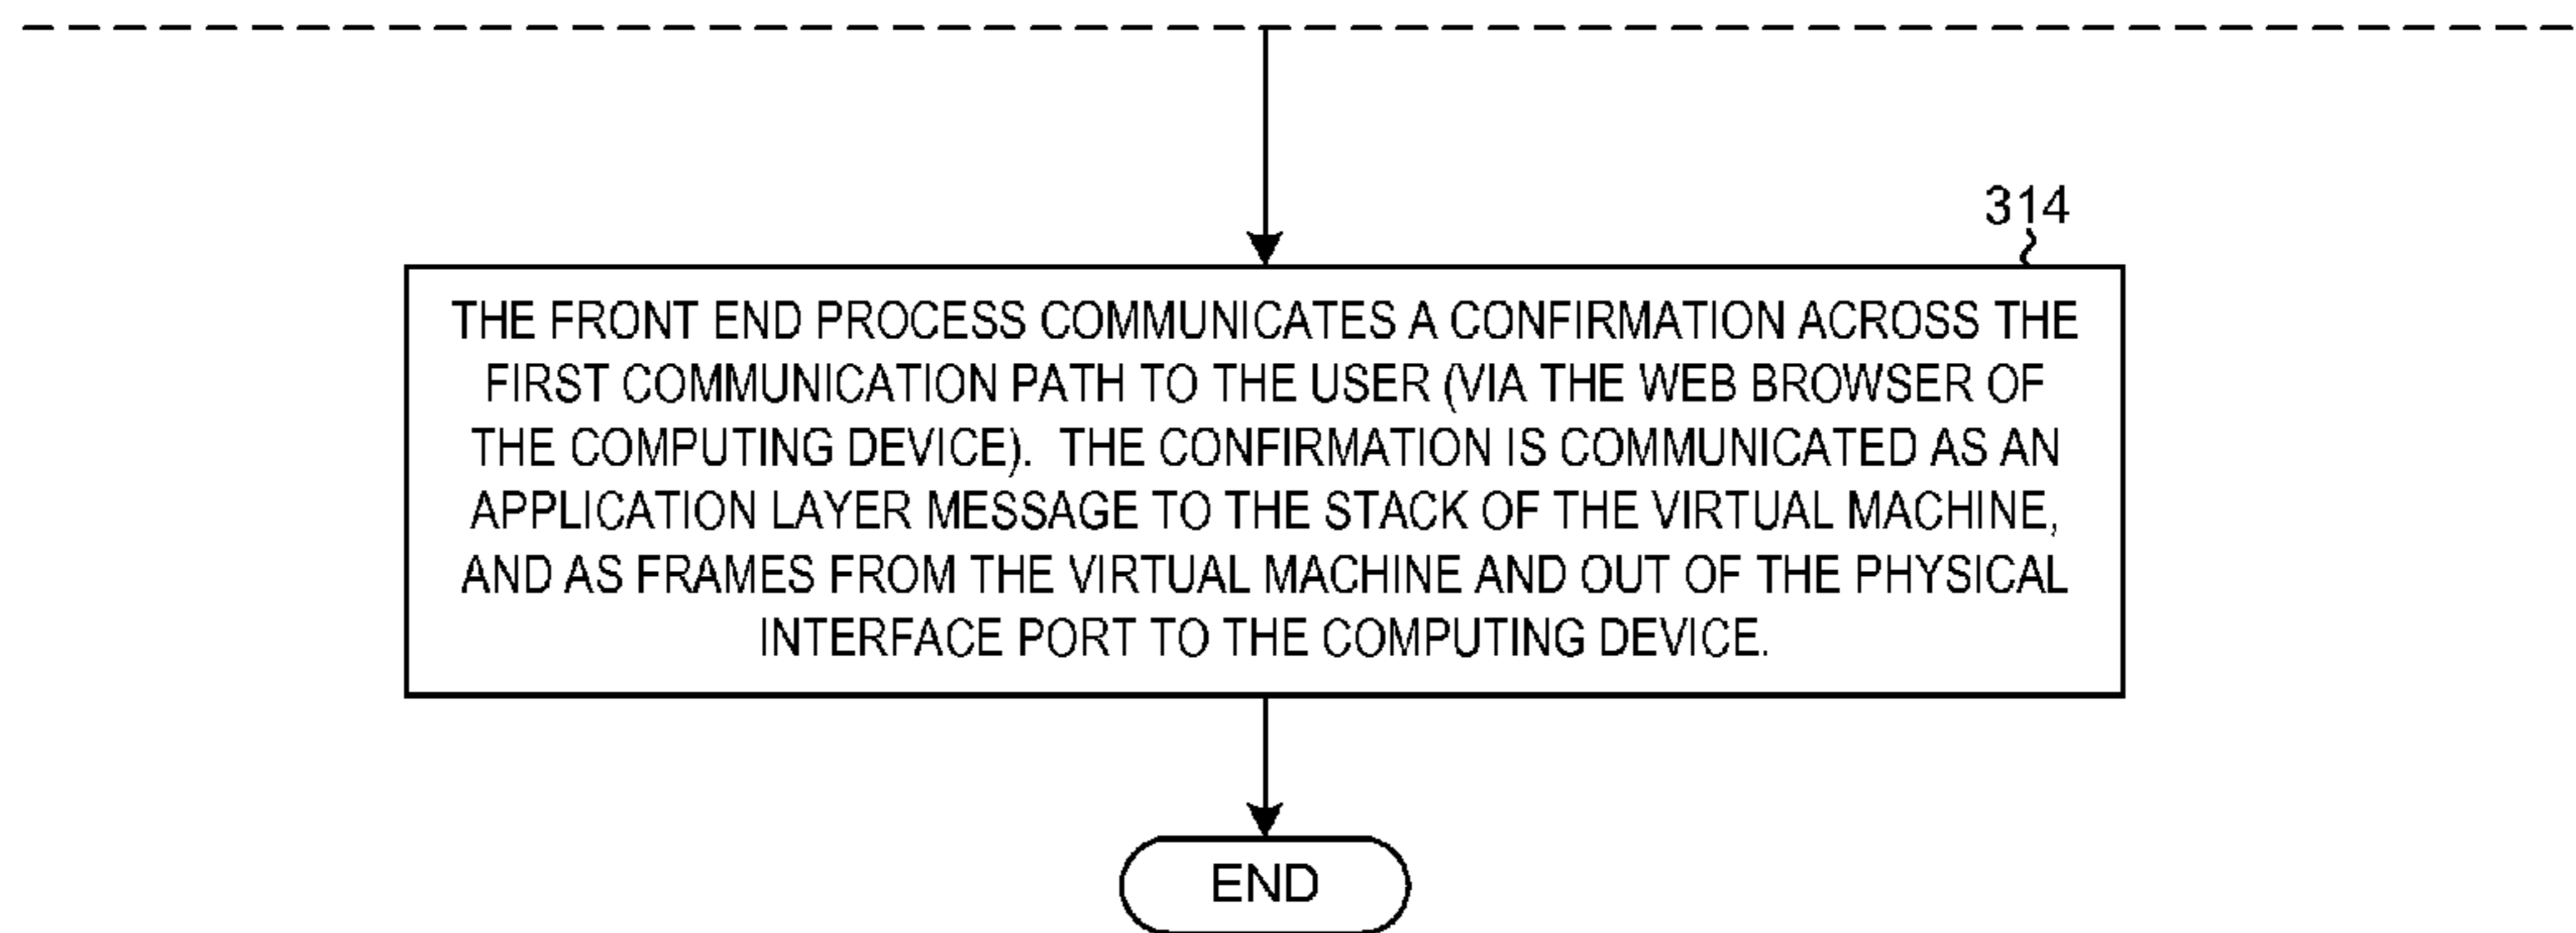 314
THE FRONT END PROCESS COMMUNICATES A CONFIRMATION ACROSS THE
FIRST COMMUNICATION PATH TO THE USER (VIA THE WEB BROWSER OF
THE COMPUTING DEVICE).  THE CONFIRMATION IS COMMUNICATED AS AN
APPLICATION LAYER MESSAGE TO THE STACK OF THE VIRTUAL MACHINE,
AND AS FRAMES FROM THE VIRTUAL MACHINE AND OUT OF THE PHYSICAL
INTERFACE PORT TO THE COMPUTING DEVICE.
END